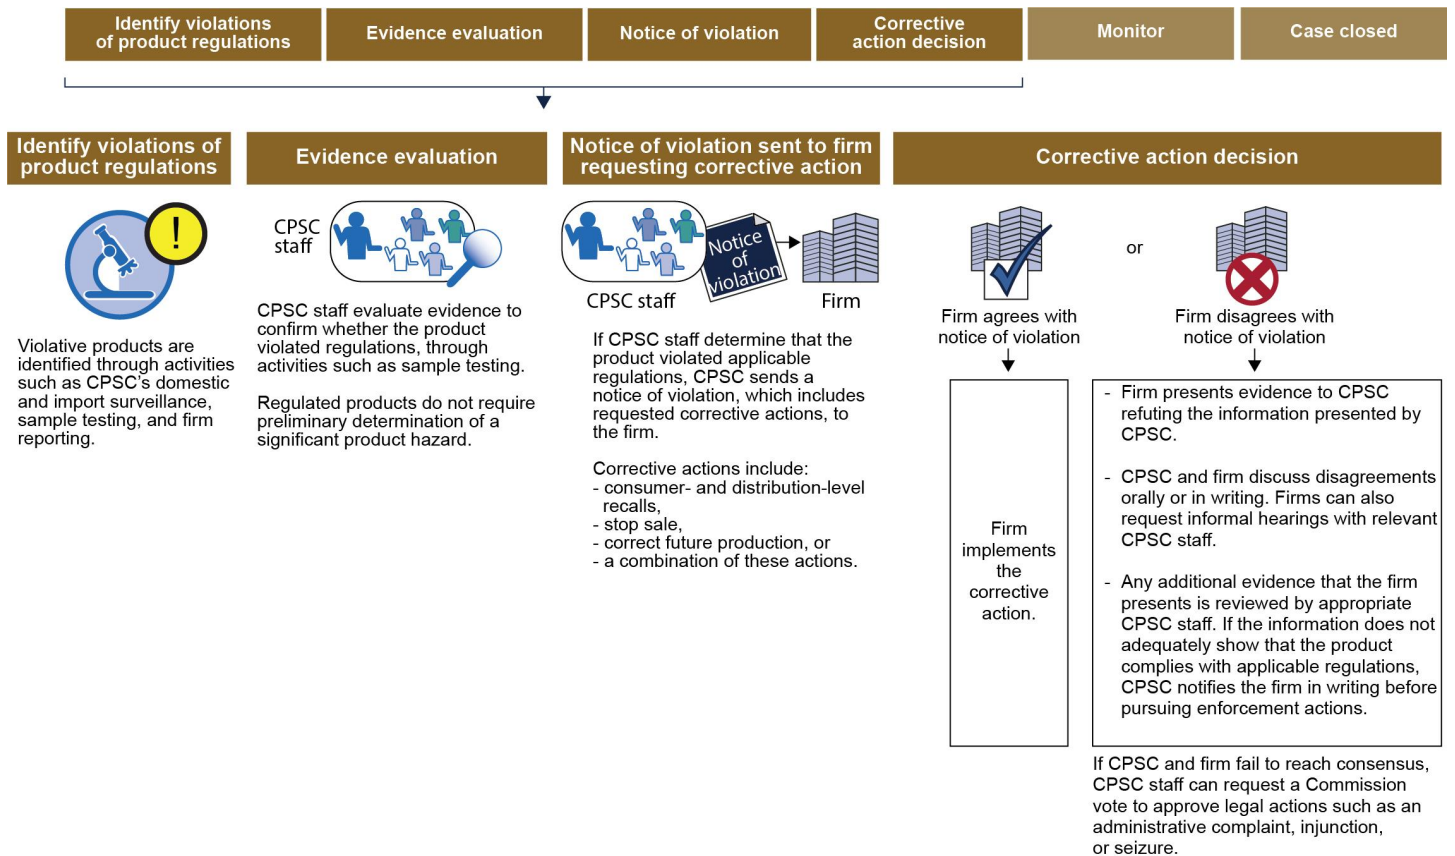 Identify violations
of product regulations
Evidence evaluation
Notice of violation
Corrective
action decision
Monitor
Case closed
Identify violations of
product regulations
Evidence evaluation
Notice of violation sent to firm
requesting corrective action
Corrective action decision
!
Violative products are
identified through activities
such as CPSC's domestic
and import surveillance,
sample testing, and firm
reporting.
CPSC
staff
CPSC staff evaluate evidence to
confirm whether the product
violated regulations, through
activities such as sample testing.
Regulated products do not require
preliminary determination of a
significant product hazard.
Notice
of
violation
CPSC staff
Firm
If CPSC staff determine that the
product violated applicable
regulations, CPSC sends a
notice of violation, which includes
requested corrective actions, to
the firm.
Corrective actions include:
- consumer- and distribution-level
recalls,
- stop sale,
- correct future production, or
- a combination of these actions.
or
Firm agrees with
notice of violation
Firm
implements
the
corrective
action.
Firm disagrees with
notice of violation
- Firm presents evidence to CPSC
refuting the information presented by
CPSC.
- CPSC and firm discuss disagreements
orally or in writing. Firms can also
request informal hearings with relevant
CPSC staff.
- Any additional evidence that the firm
presents is reviewed by appropriate
CPSC staff. If the information does not
adequately show that the product
complies with applicable regulations,
CPSC notifies the firm in writing before
pursuing enforcement actions.
If CPSC and firm fail to reach consensus,
CPSC staff can request a Commission
vote to approve legal actions such as an
administrative complaint, injunction,
or seizure.